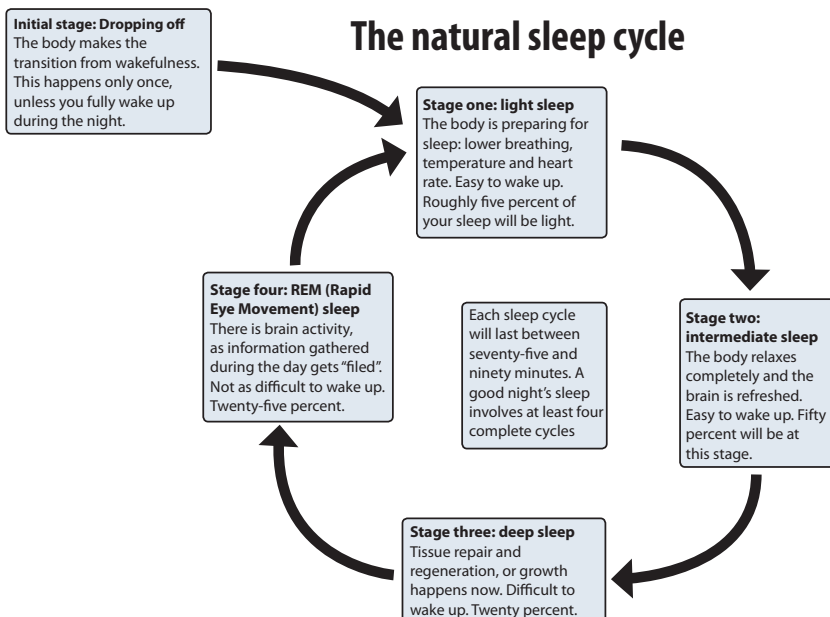 The natural sleep cycle
Initial stage: Dropping off
The body makes the
transition from wakefulness.
This happens only once,
unless you fully wake up
during the night.
Stage one: light sleep
The body is preparing for
sleep: lower breathing,
temperature and heart
rate. Easy to wake up.
Roughly five percent of
your sleep will be light.
Stage two:
intermediate sleep
The body relaxes
completely and the
brain is refreshed.
Easy to wake up. Fifty
percent will be at
this stage.
Stage three: deep sleep
Tissue repair and
regeneration, or growth
happens now. Difficult to
wake up. Twenty percent.
Stage four: REM (Rapid
Eye Movement) sleep
There is brain activity,
as information gathered
during the day gets “filed”.
Not as difficult to wake up.
Twenty-five percent.
Each sleep cycle
will last between
seventy-five and
ninety minutes. A
good night’s sleep
involves at least four
complete cycles